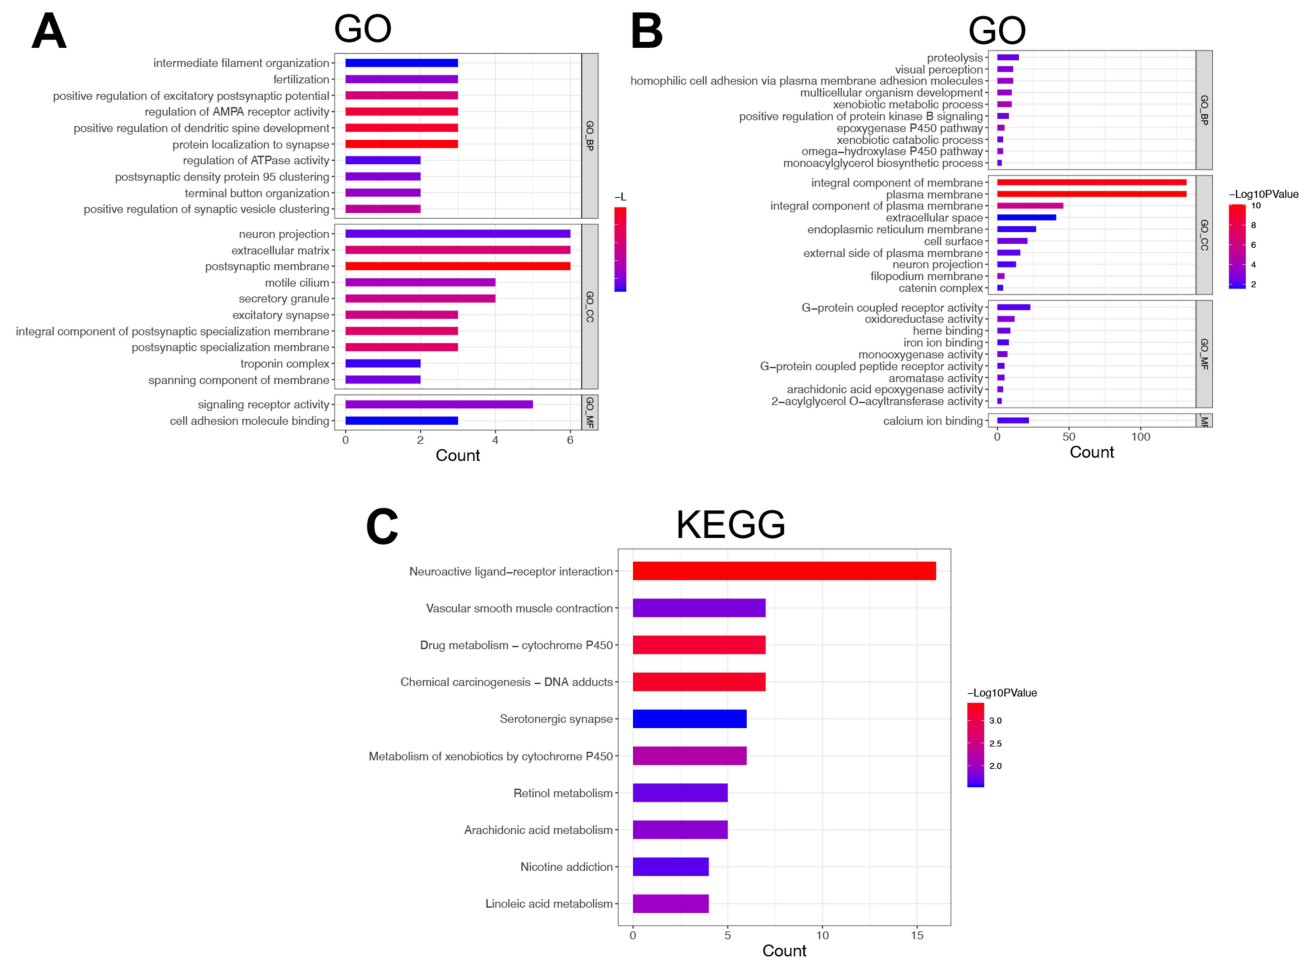 A
GO
intermediate filament organization
fertilization
positive regulation of excitatory postsynaptic potential
regulation of AMPA receptor activity
positive regulation of dendritic spine development
protein localization to synapse
regulation of ATPase activity
postsynaptic density protein 95 clustering
terminal button organization
positive regulation of synaptic vesicle clustering
GO_BP
neuron projection
extracellular matrix
postsynaptic membrane
motile cilium
secretory granule
excitatory synapse
integral component of postsynaptic specialization membrane
postsynaptic specialization membrane
troponin complex
spanning component of membrane
GO_CC
signaling receptor activity
cell adhesion molecule binding
GO_MF
0 2 4 6
Count
−L
B
GO
proteolysis
visual perception
homophilic cell adhesion via plasma membrane adhesion molecules
multicellular organism development
xenobiotic metabolic process
positive regulation of protein kinase B signaling
epoxygenase P450 pathway
xenobiotic catabolic process
omega−hydroxylase P450 pathway
monoacylglycerol biosynthetic process
GO_BP
integral component of membrane
plasma membrane
integral component of plasma membrane
extracellular space
endoplasmic reticulum membrane
cell surface
external side of plasma membrane
neuron projection
filopodium membrane
catenin complex
GO_CC
G−protein coupled receptor activity
oxidoreductase activity
heme binding
iron ion binding
monooxygenase activity
G−protein coupled peptide receptor activity
aromatase activity
arachidonic acid epoxygenase activity
2−acylglycerol O−acyltransferase activity
GO_MF
calcium ion binding
MF
0 50 100
Count
−Log10PValue
10
8
6
4
2
C
KEGG
Neuroactive ligand−receptor interaction
Vascular smooth muscle contraction
Drug metabolism − cytochrome P450
Chemical carcinogenesis − DNA adducts
Serotonergic synapse
Metabolism of xenobiotics by cytochrome P450
Retinol metabolism
Arachidonic acid metabolism
Nicotine addiction
Linoleic acid metabolism
0 5 10 15
Count
−Log10PValue
3.0
2.5
2.0